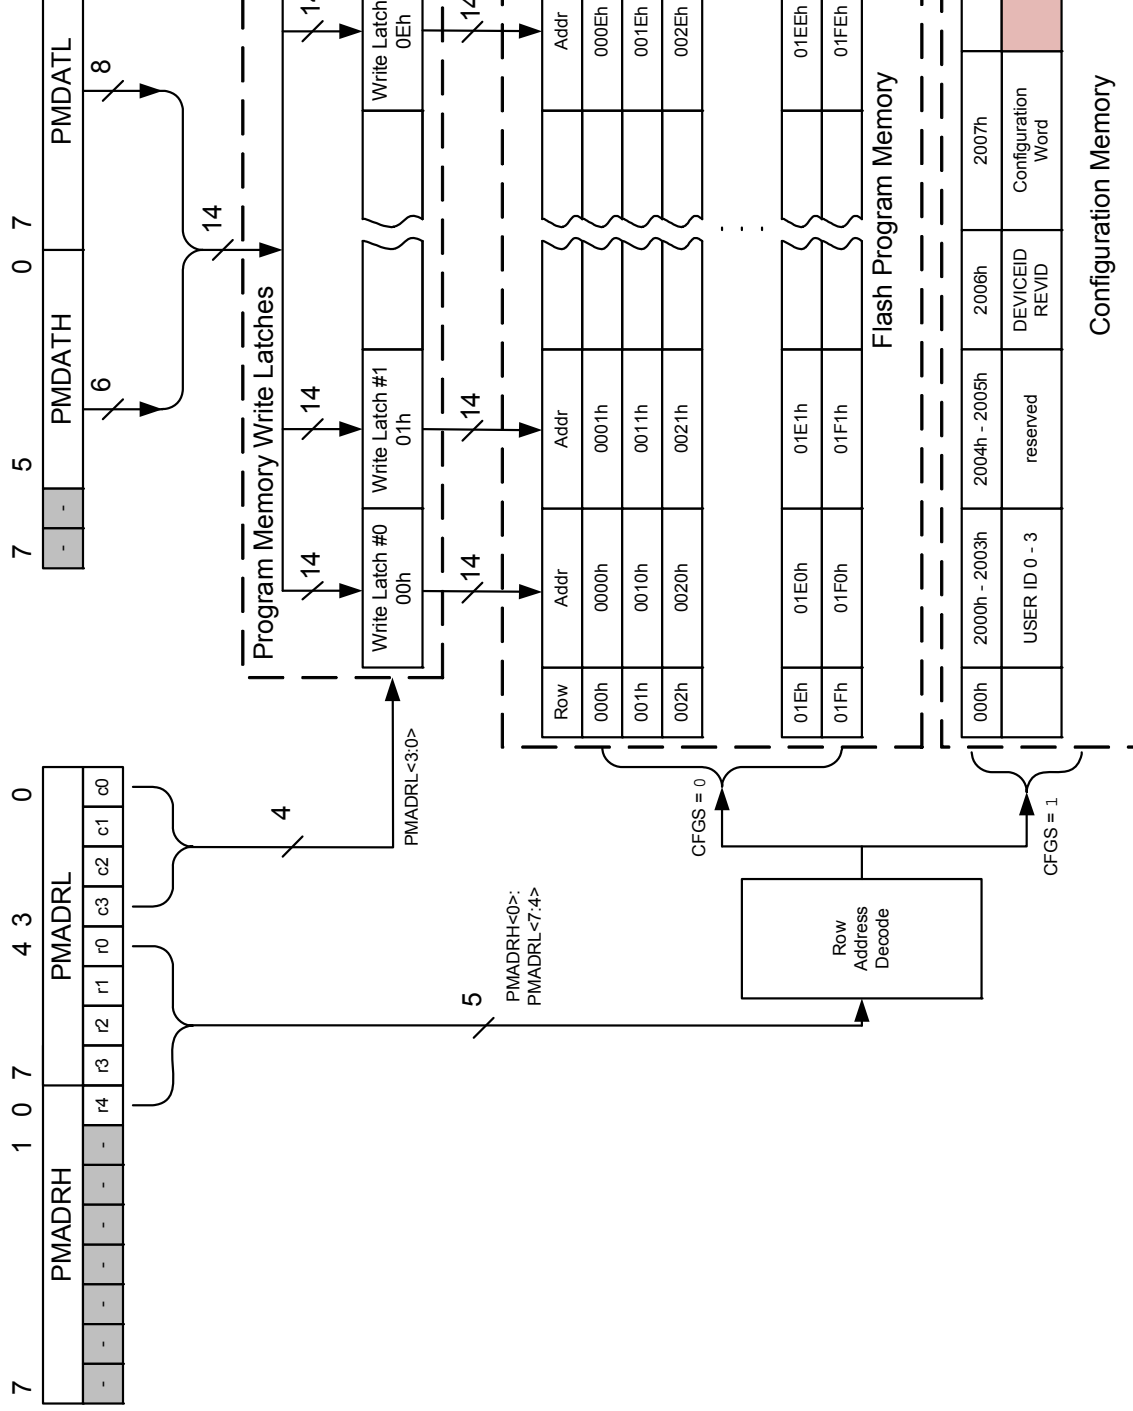 7 1 0 7 4 3 0
PMADRH PMADRL
- - - - - - - r4 r3 r2 r1 r0 c3 c2 c1 c0
7 5 0 7
PMDATH PMDATL
- -
6
8
14
4
PMADRL<3:0>
5
PMADRH<0>:
PMADRL<7:4>
Program Memory Write Latches
14 14 14
Write Latch #0
00h
Write Latch #1
01h
Write Latch
0Eh
14 14 14
Row Addr Addr Addr
000h 0000h 0001h 000Eh
001h 0010h 0011h 001Eh
002h 0020h 0021h 002Eh
01Eh 01E0h 01E1h 01EEh
01Fh 01F0h 01F1h 01FEh
Flash Program Memory
Row
Address
Decode
CFGS = 0
CFGS = 1
000h 2000h - 2003h 2004h - 2005h 2006h 2007h
USER ID 0 - 3
reserved
DEVICEID
REVID
Configuration
Word
Configuration Memory